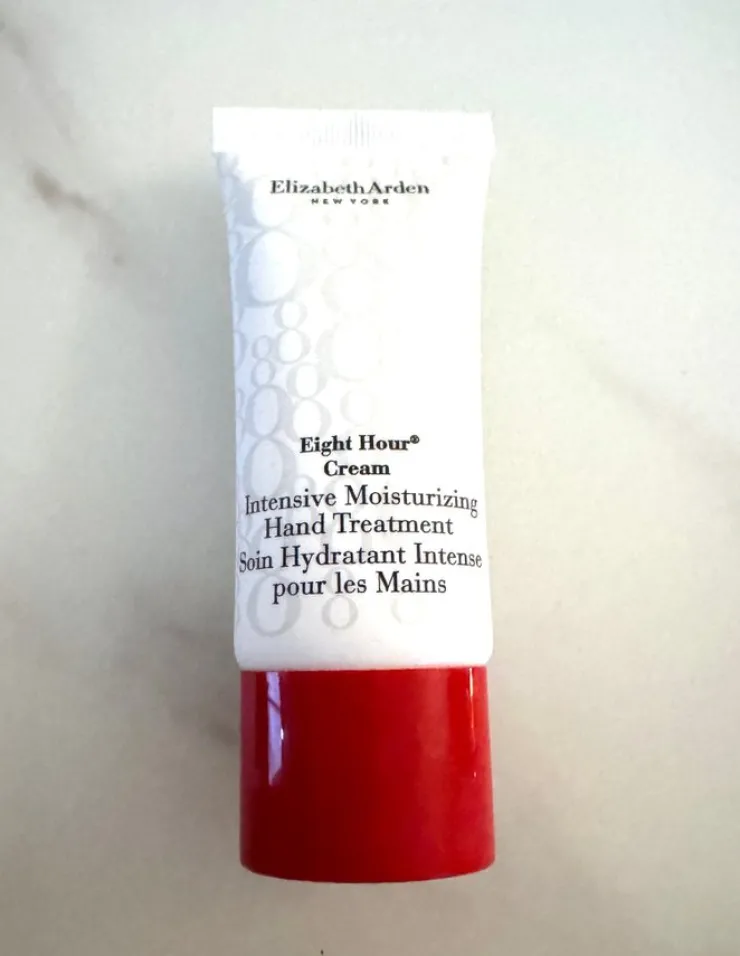 ElizabethArden
NEW YORK
Eight Hour®
Cream
Intensive Moisturizing
Hand Treatment
Soin Hydratant Intense
pour les Mains